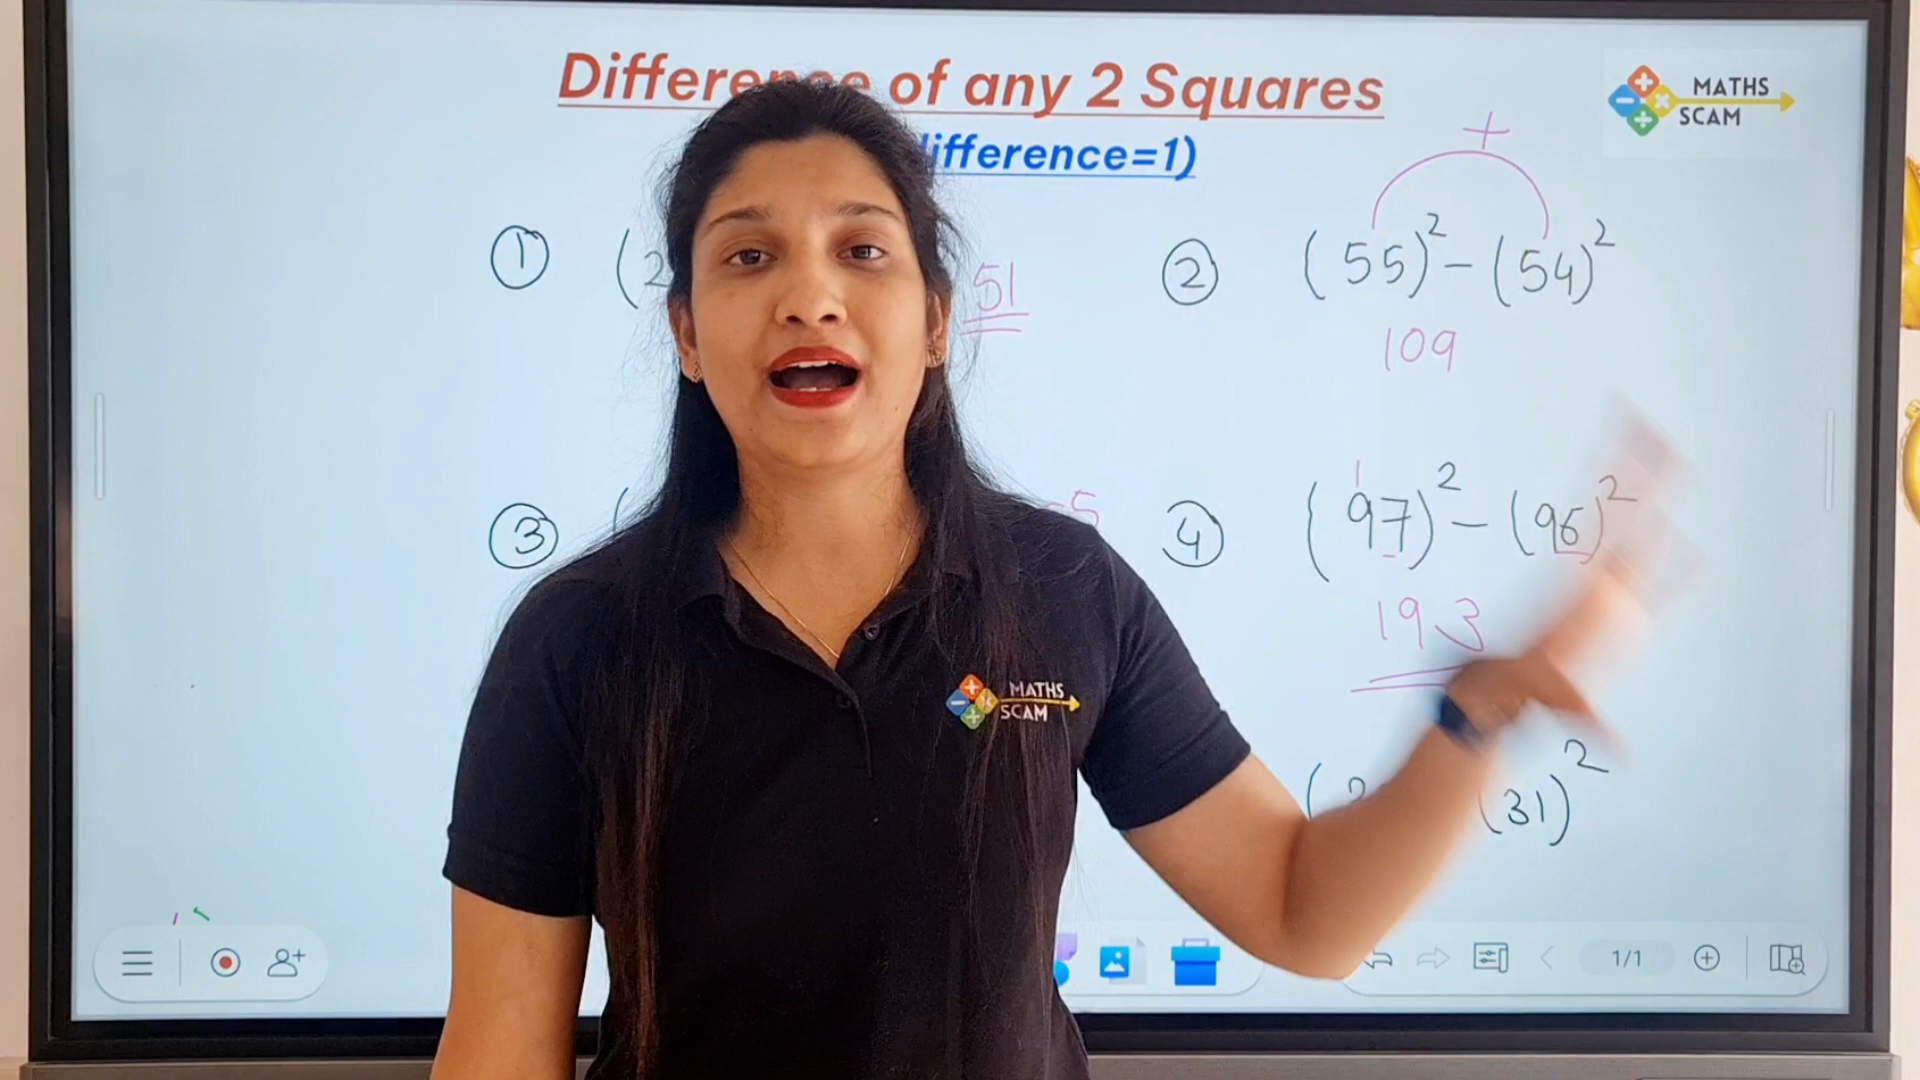 Difference of any 2 Squares
difference=1)
MATHS
SCAM
+
① (2 51
② (55)² - (54)²
109
③ ( 5
④ (97)² - (96)²
1
193
( (31)²
MATHS
SCAM
1/1